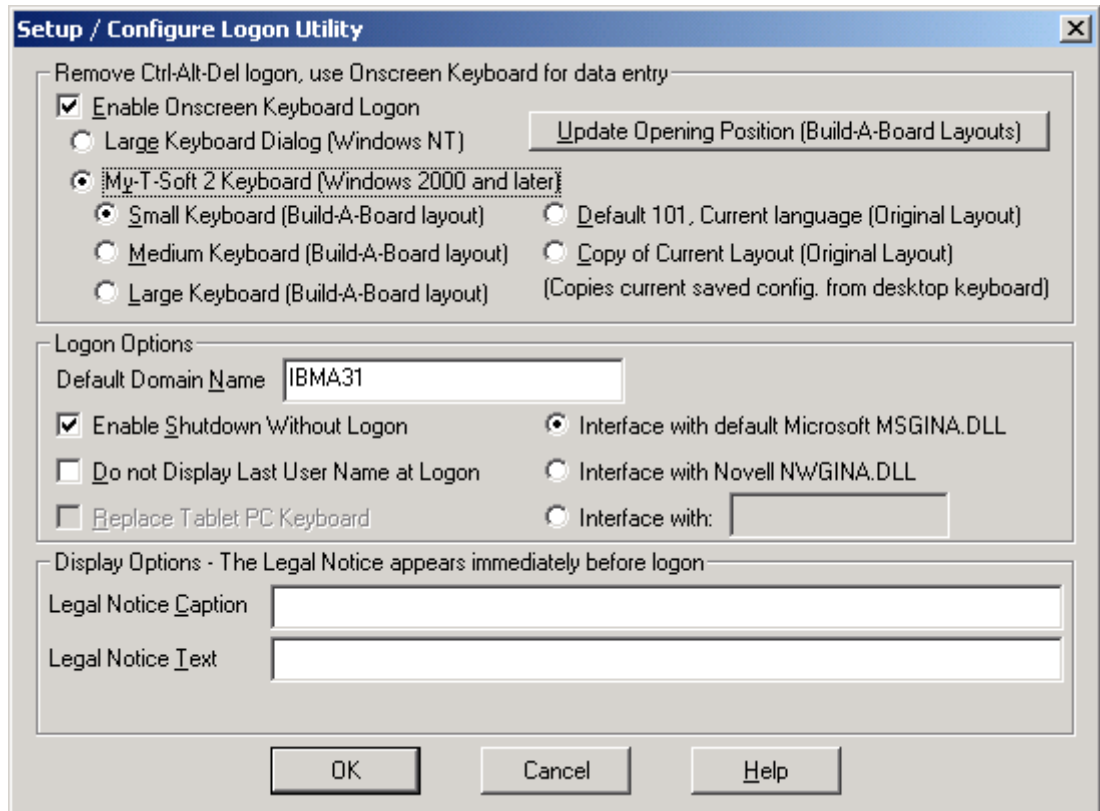 Setup / Configure Logon Utility
Remove Ctrl-Alt-Del logon, use Onscreen Keyboard for data entry
Enable Onscreen Keyboard Logon
Large Keyboard Dialog (Windows NT)
Update Opening Position (Build-A-Board Layouts)
My-T-Soft 2 Keyboard (Windows 2000 and later)
Small Keyboard (Build-A-Board layout)
Default 101, Current language (Original Layout)
Medium Keyboard (Build-A-Board layout)
Copy of Current Layout (Original Layout)
Large Keyboard (Build-A-Board layout)
(Copies current saved config. from desktop keyboard)
Logon Options
Default Domain Name IBMA31
Enable Shutdown Without Logon
Interface with default Microsoft MSGINA.DLL
Do not Display Last User Name at Logon
Interface with Novell NWGINA.DLL
Replace Tablet PC Keyboard
Interface with:
Display Options - The Legal Notice appears immediately before logon
Legal Notice Caption
Legal Notice Text
OK
Cancel
Help